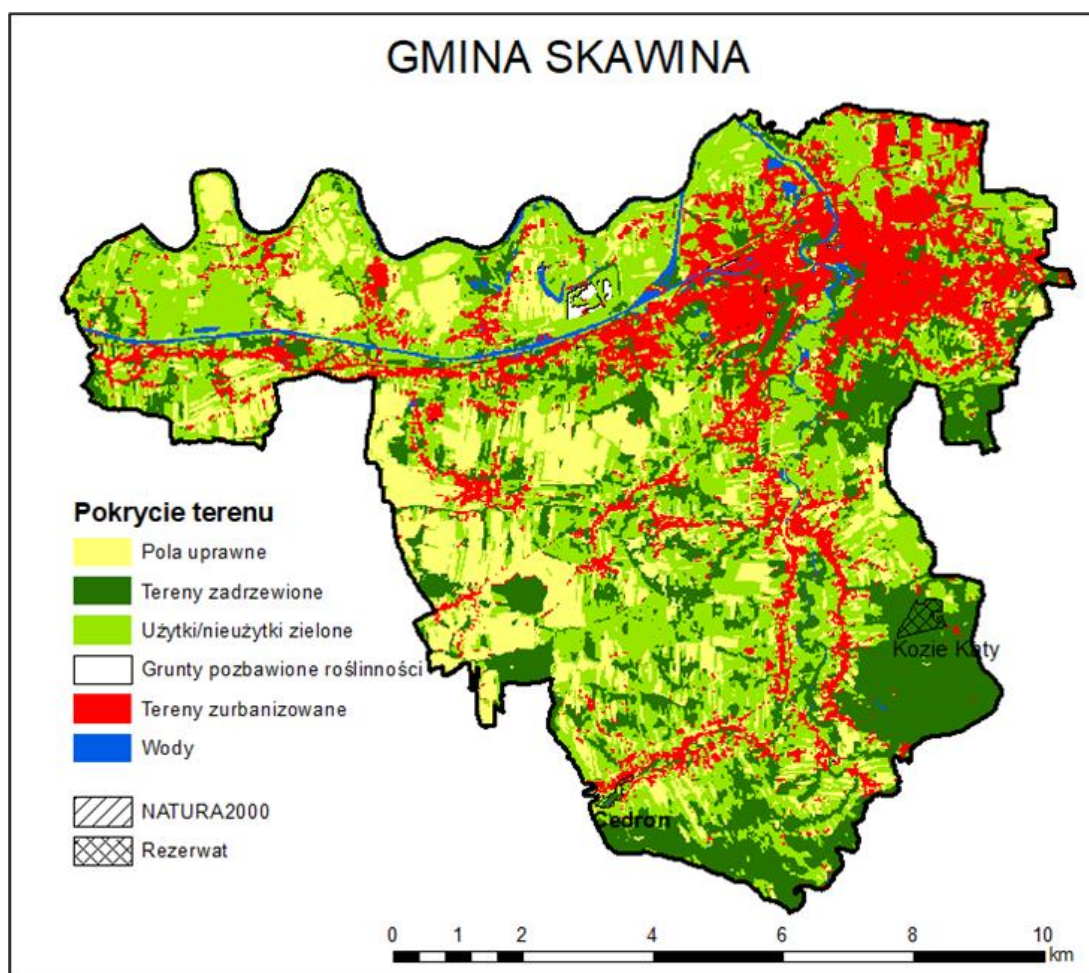 GMINA SKAWINA
Pokrycie terenu
Pola uprawne
Tereny zadrzewione
Użytki/nieużytki zielone
Grunty pozbawione roślinności
Tereny zurbanizowane
Wody
NATURA2000
Rezerwat
Kozie Kąty
Cedron
0 1 2 4 6 8 10
km